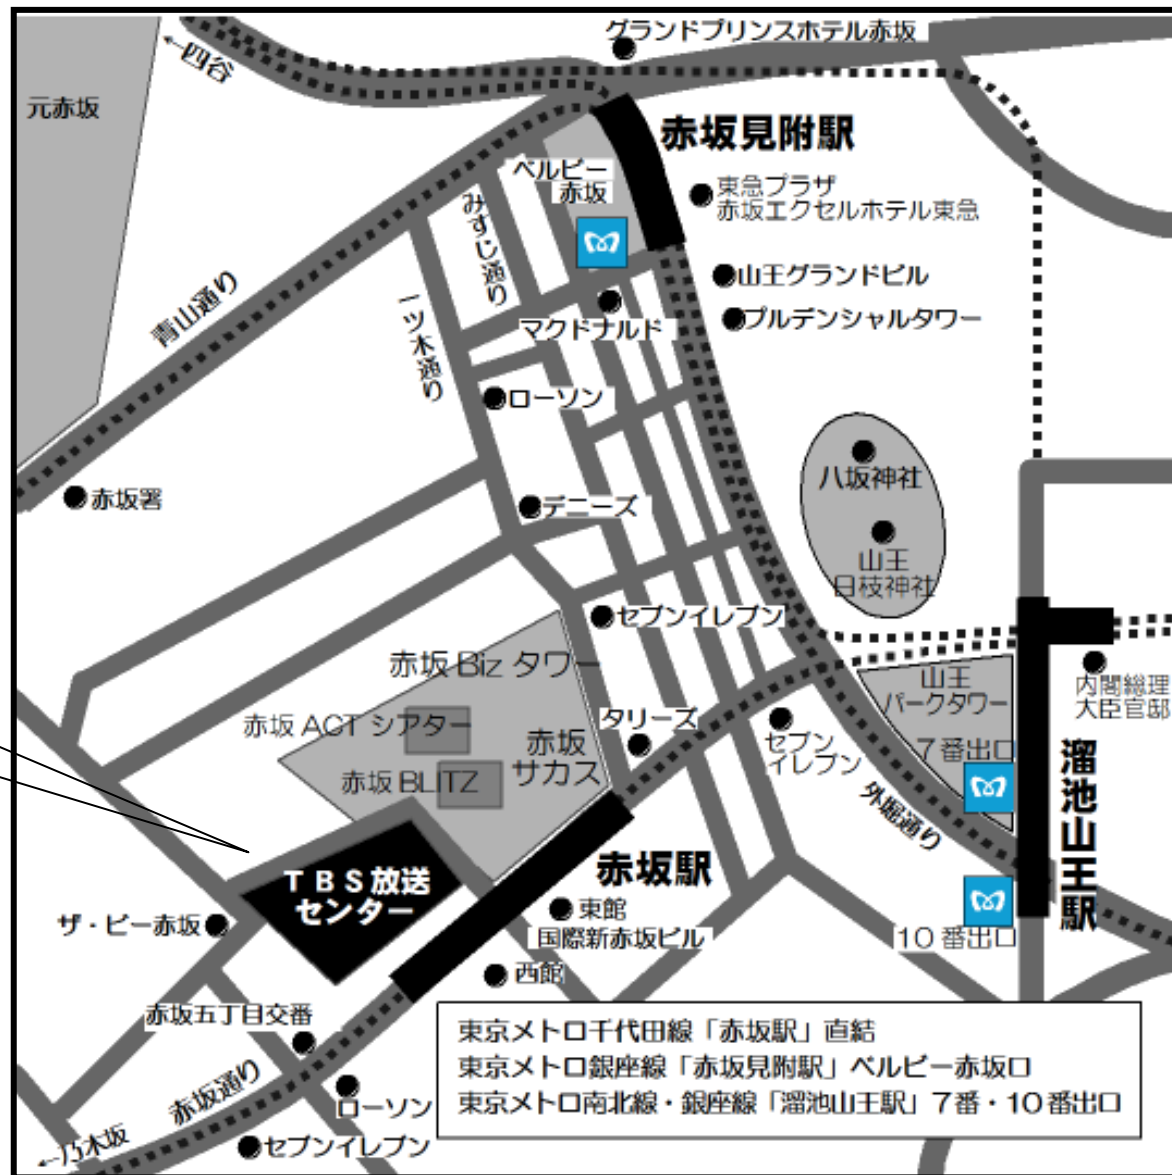 グランドプリンスホテル赤坂
←四谷
元赤坂
赤坂見附駅
ベルビー
赤坂
東急プラザ
赤坂エクセルホテル東急
みすじ通り
山王グランドビル
青山通り
一ツ木通り
マクドナルド
プルデンシャルタワー
ローソン
八坂神社
赤坂署
デニーズ
山王
日枝神社
セブンイレブン
赤坂 Biz タワー
山王
パークタワー
内閣総理
大臣官邸
赤坂 ACT シアター
タリーズ
赤坂
サカス
セブン
イレブン
7番出口
赤坂 BLITZ
外堀通り
溜池山王駅
赤坂駅
TBS放送
センター
ザ・ビー赤坂
東館
国際新赤坂ビル
西館
10番出口
赤坂五丁目交番
赤坂通り
ローソン
←乃木坂
セブンイレブン
東京メトロ千代田線「赤坂駅」直結
東京メトロ銀座線「赤坂見附駅」ベルビー赤坂口
東京メトロ南北線・銀座線「溜池山王駅」7番・10番出口